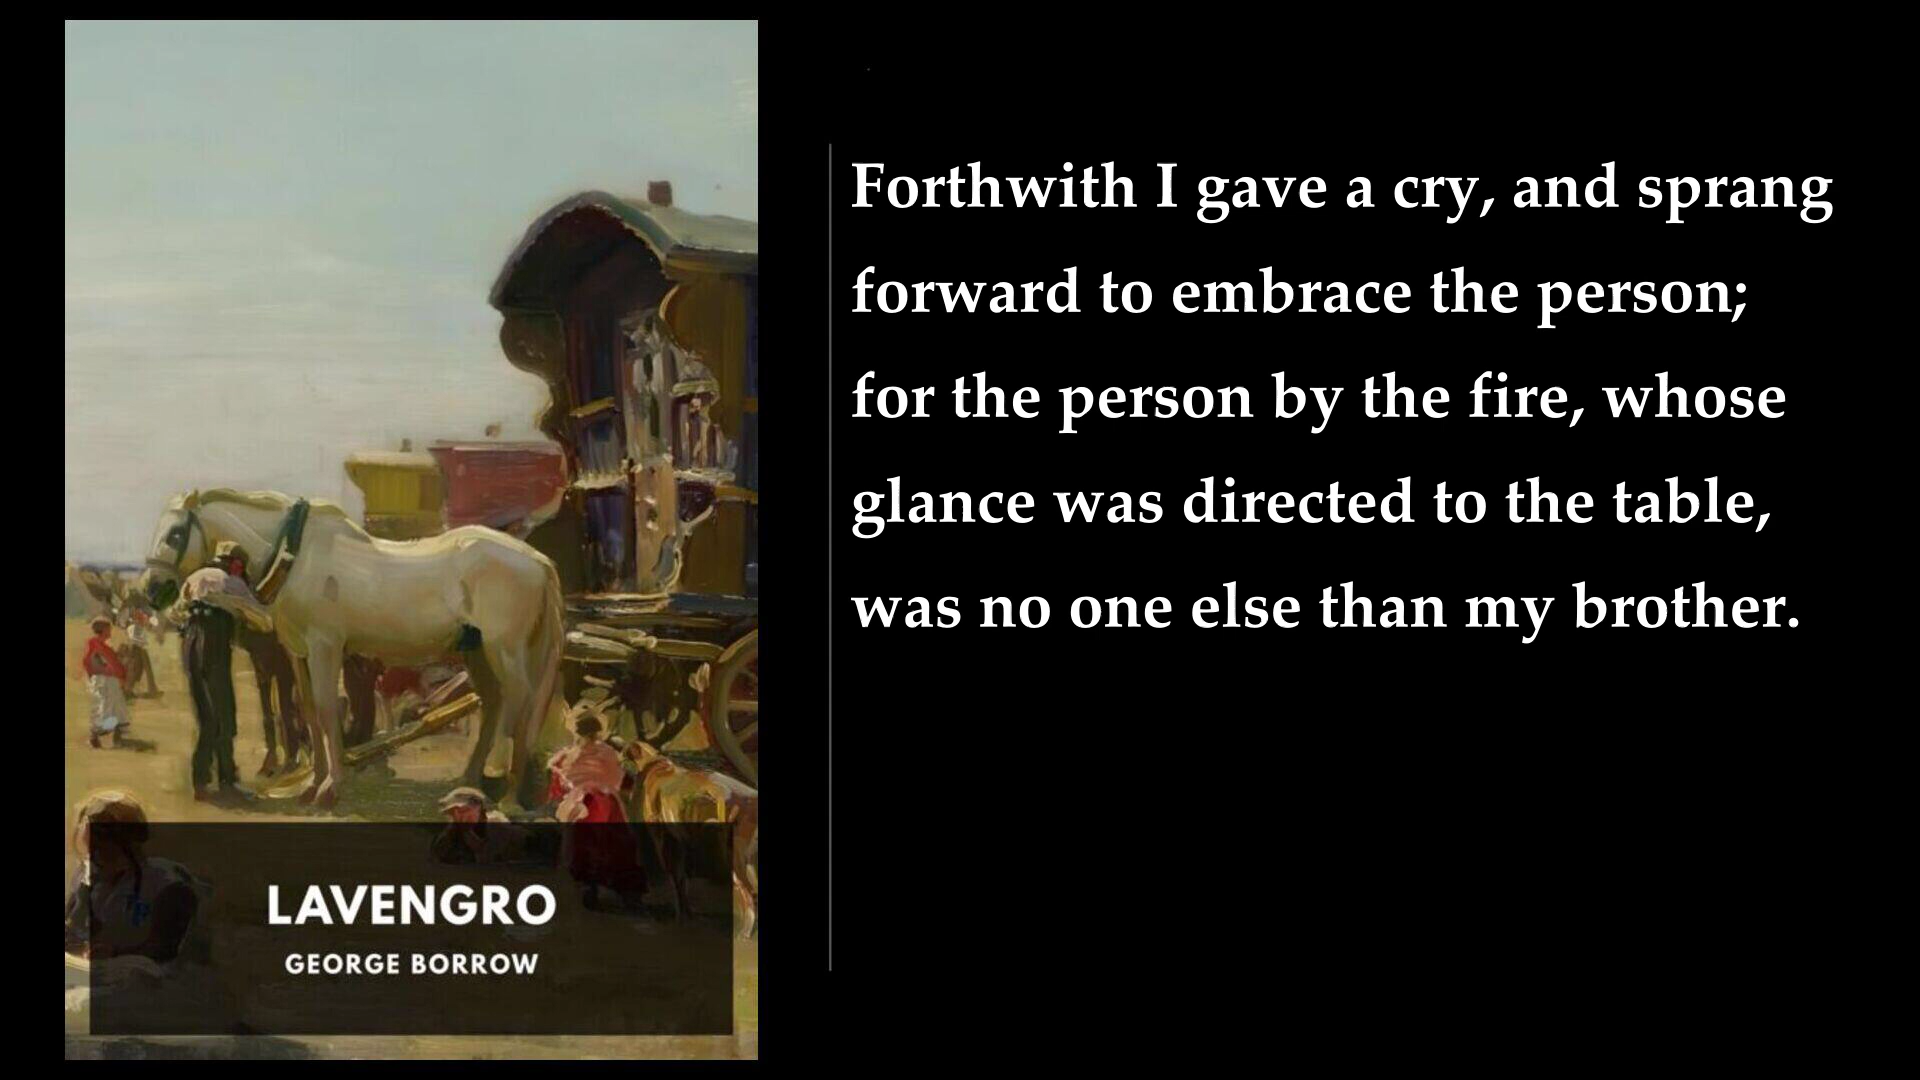 Forthwith I gave a cry, and sprang
forward to embrace the person;
for the person by the fire, whose
glance was directed to the table,
was no one else than my brother.
LAVENGRO
GEORGE BORROW